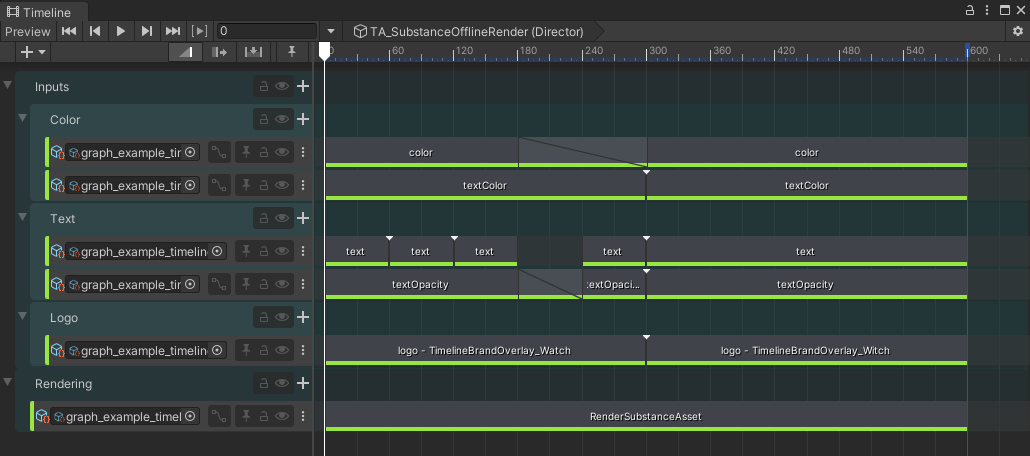 Timeline
Preview 0 TA_SubstanceOfflineRender (Director)
0 60 120 180 240 300 360 420 480 540 600
Inputs
Color
graph_example_tir color color
graph_example_tir textColor textColor
Text
graph_example_timelin text text text text text
graph_example_tir textOpacity :extOpaci... textOpacity
Logo
graph_example_timelin logo - TimelineBrandOverlay_Watch logo - TimelineBrandOverlay_Witch
Rendering
graph_example_timel RenderSubstanceAsset